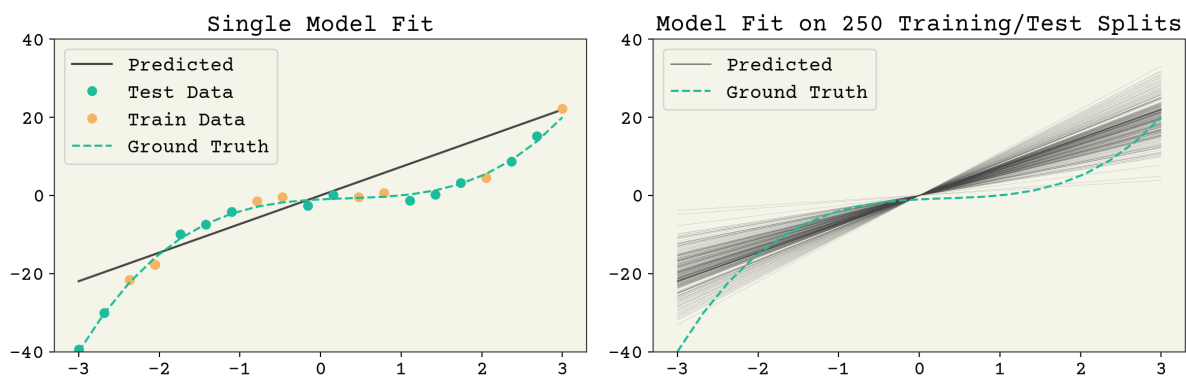 Single Model Fit
40
20
0
−20
−40
−3 −2 −1 0 1 2 3
Predicted
Test Data
Train Data
Ground Truth
Model Fit on 250 Training/Test Splits
40
20
0
−20
−40
−3 −2 −1 0 1 2 3
Predicted
Ground Truth